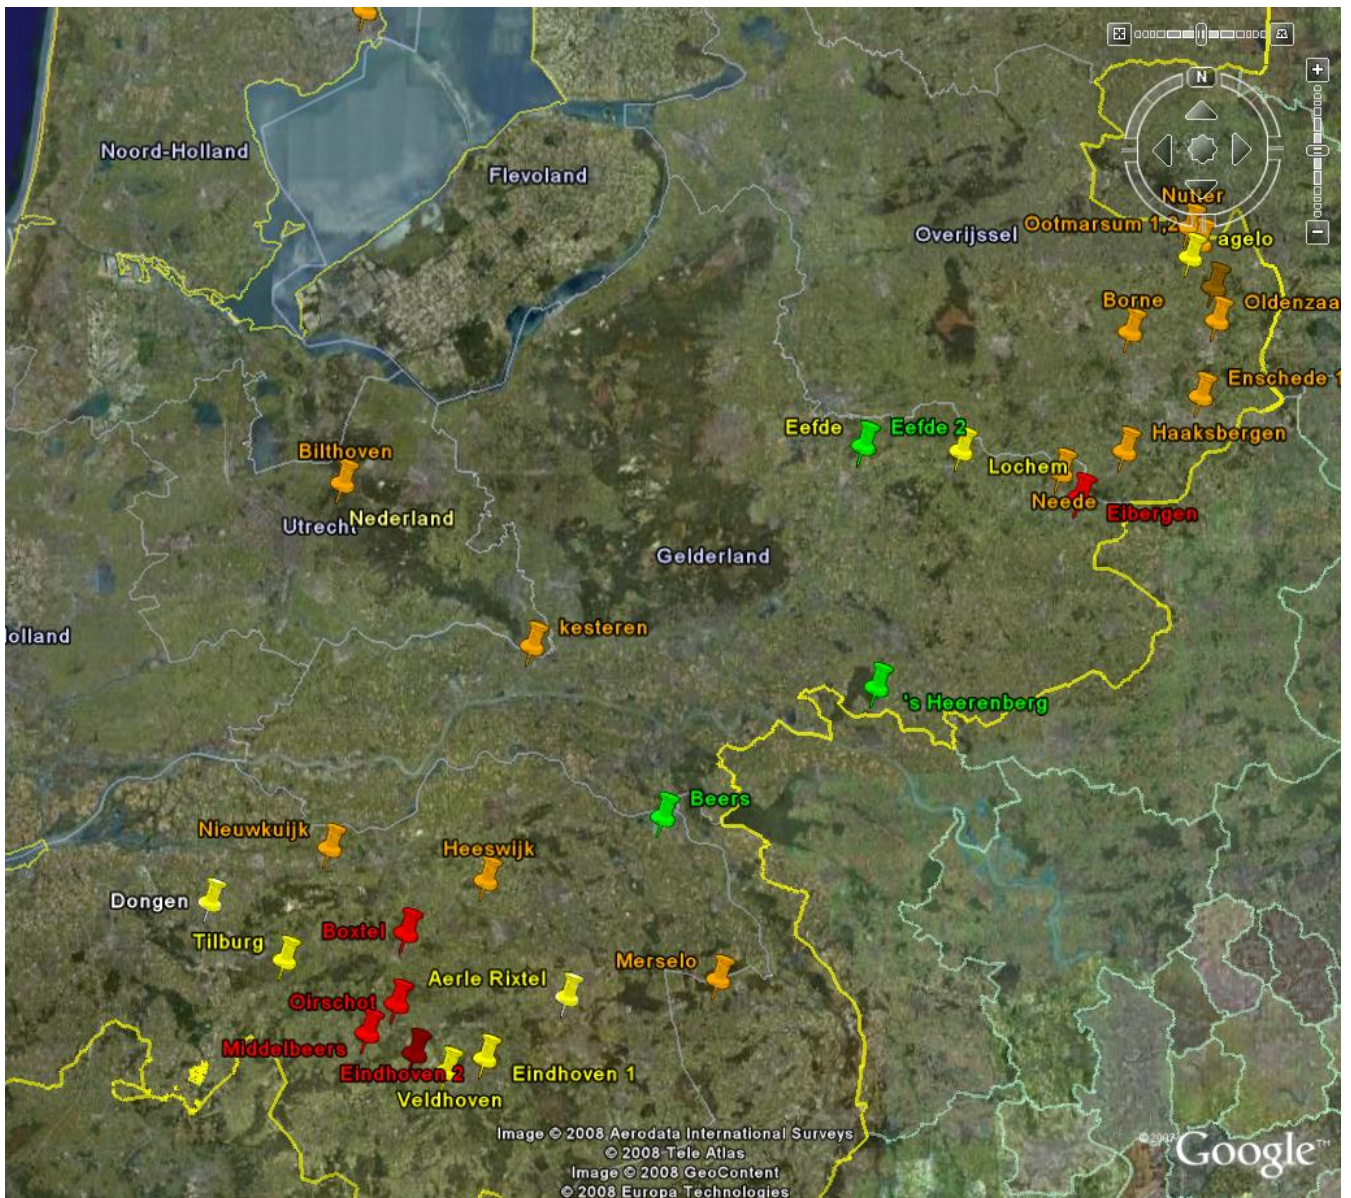 N
Noord-Holland
Flevoland
Nutter
Ootmarsum 1,2
Overijssel
agelo
Borne
Oldenzaa
Enschede 1
Eefde
Eefde 2
Haaksbergen
Bilthoven
Lochem
Neede
Eibergen
Nederland
Utrecht
Gelderland
kesteren
olland
's Heerenberg
Beers
Nieuwkuijk
Heeswijk
Dongen
Boxtel
Tilburg
Merselo
Aerle Rixtel
Oirschot
Middelbeers
Eindhoven 2
Eindhoven 1
Veldhoven
Image © 2008 Aerodata International Surveys
© 2008 Tele Atlas
Image © 2008 GeoContent
© 2008 Europa Technologies
©2007
Google™